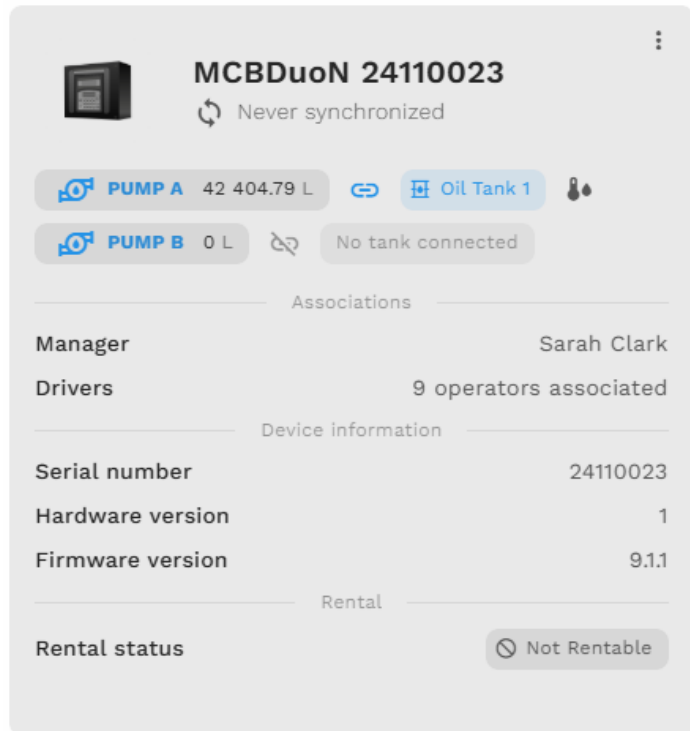 MCBDuoN 24110023
Never synchronized
PUMP A 42 404.79 L Oil Tank 1
PUMP B 0 L No tank connected
Associations
Manager Sarah Clark
Drivers 9 operators associated
Device information
Serial number 24110023
Hardware version 1
Firmware version 9.1.1
Rental
Rental status Not Rentable